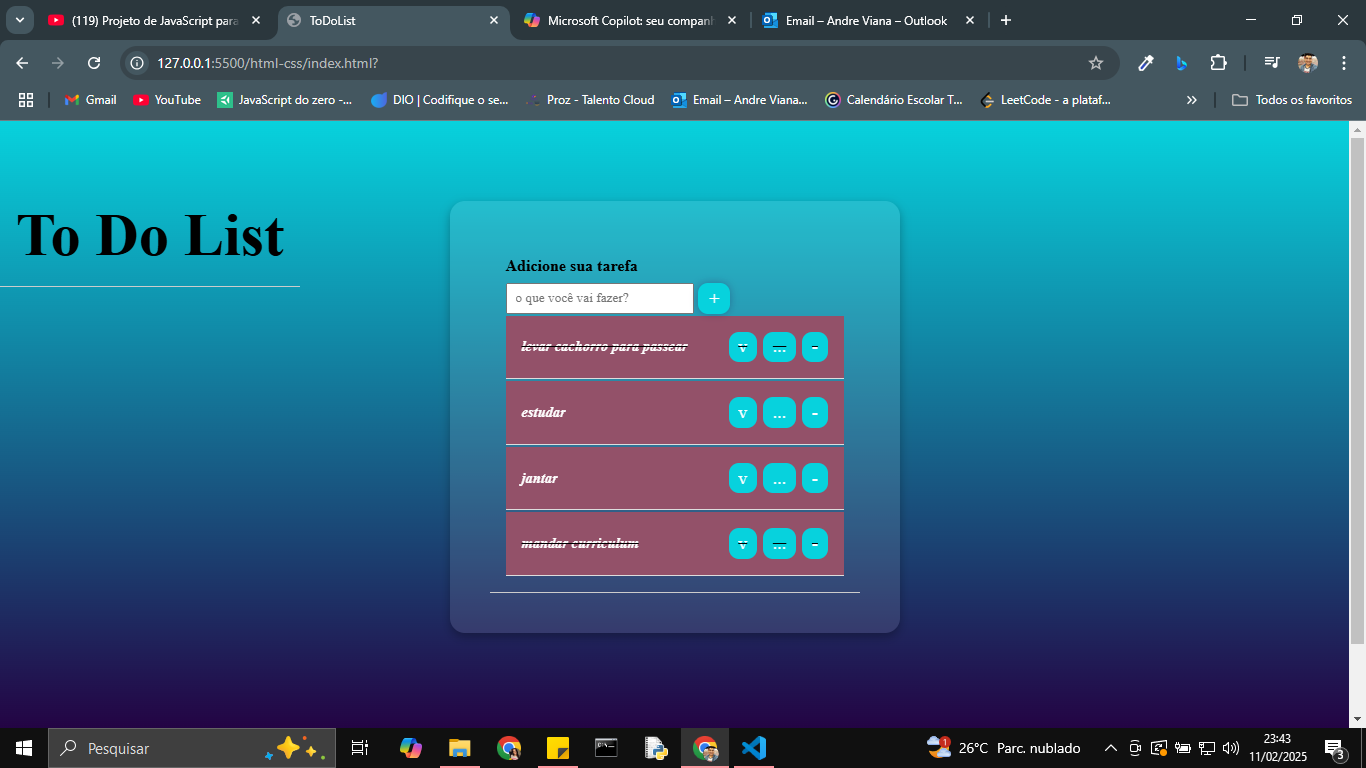 (119) Projeto de JavaScript para
ToDoList
Microsoft Copilot: seu companh
Email – Andre Viana – Outlook
127.0.0.1:5500/html-css/index.html?
Gmail
YouTube
JavaScript do zero -...
DIO | Codifique o se...
Proz - Talento Cloud
Email – Andre Viana...
Calendário Escolar T...
LeetCode - a plataf...
Todos os favoritos
To Do List
Adicione sua tarefa
o que você vai fazer? +
levar cachorro para passear v ... -
estudar v ... -
jantar v ... -
mandar curriculum v ... -
Pesquisar
1
26°C Parc. nublado
23:43
11/02/2025
3